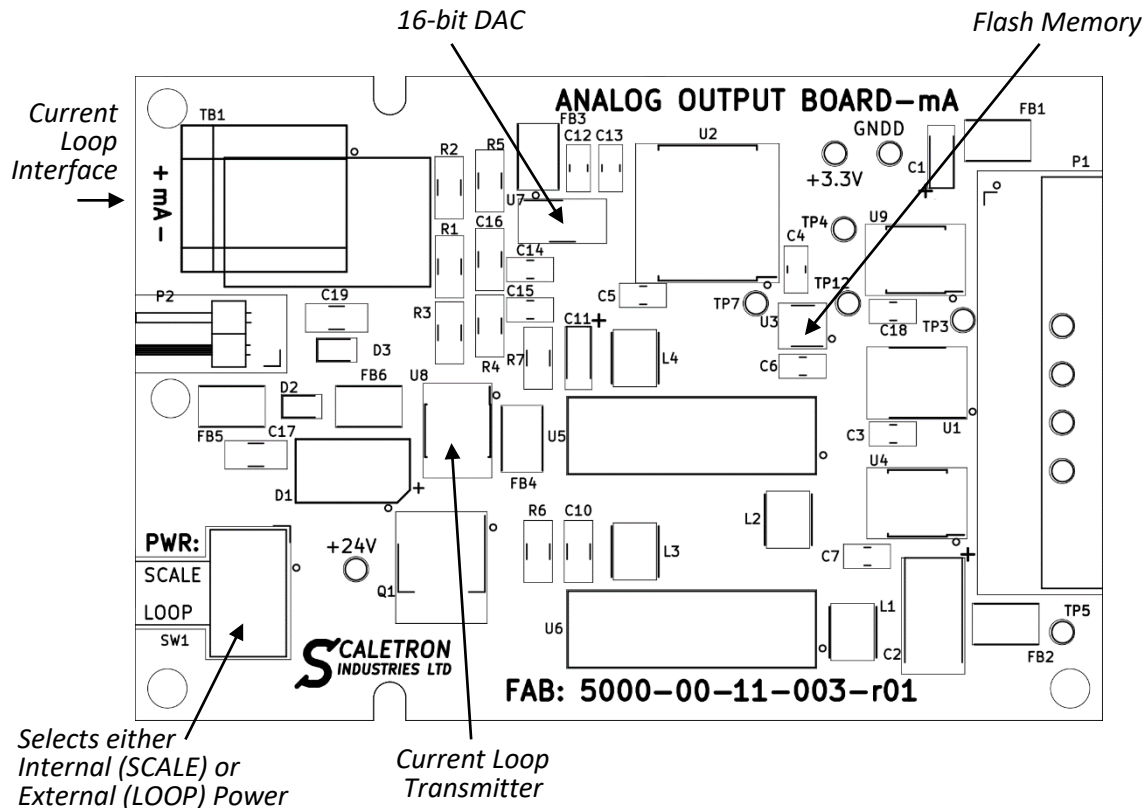 16-bit DAC
Flash Memory
Current
Loop
Interface
ANALOG OUTPUT BOARD-mA
TB1
FB3
C12 C13
U2
GNDD
+3.3V
FB1
C1
+
P1
+ mA -
R2
R5
U7
R1
C16
C14
TP4
U9
C4
P2
C19
R3
C15
C5
TP7
TP12
U3
C18
TP3
D3
R4
R7
C11
+
L4
C6
D2
FB6
U8
FB5
C17
U5
U1
C3
D1
+
FB4
U4
PWR:
SCALE
LOOP
SW1
+24V
Q1
R6
C10
L3
L2
C7
+
SCALETRON
INDUSTRIES LTD
U6
L1
C2
TP5
FB2
FAB: 5000-00-11-003-r01
Selects either
Internal (SCALE) or
External (LOOP) Power
Current Loop
Transmitter